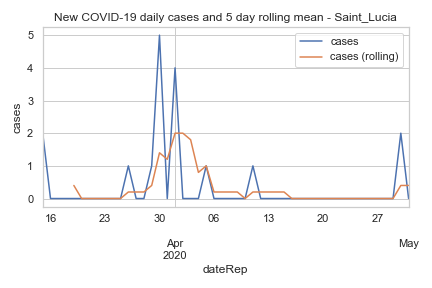 New COVID-19 daily cases and 5 day rolling mean - Saint_Lucia
cases
cases (rolling)
cases
5
4
3
2
1
0
16 23 30 06 13 20 27
Apr May
2020
dateRep